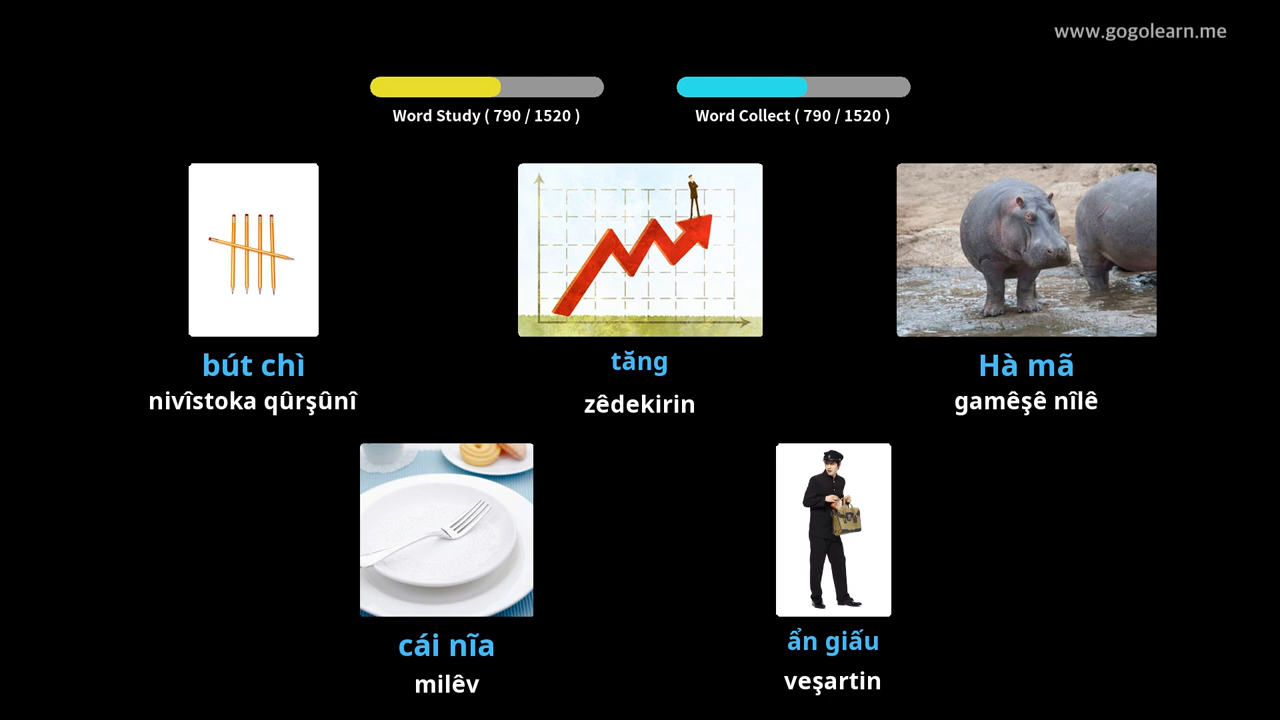 www.gogolearn.me
Word Study ( 790 / 1520 )
Word Collect ( 790 / 1520 )
bút chì
nivîstoka qûrşûnî
tăng
zêdekirin
Hà mã
gamêşê nîlê
cái nĩa
milêv
ẩn giấu
veşartin